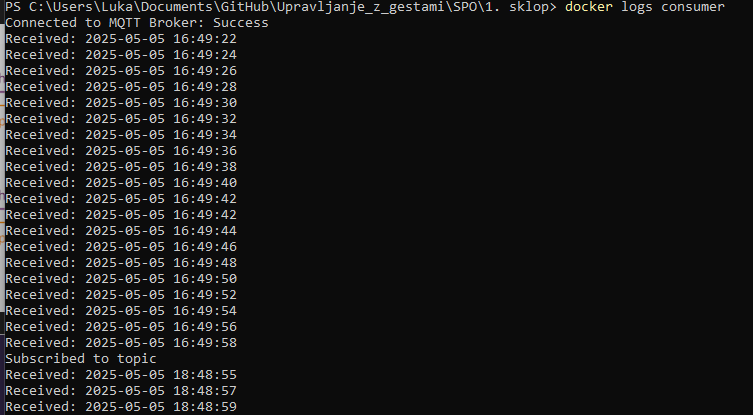 PS C:\Users\Luka\Documents\GitHub\Upravljanje_z_gestami\SPO\1. sklop> docker logs consumer
Connected to MQTT Broker: Success
Received: 2025-05-05 16:49:22
Received: 2025-05-05 16:49:24
Received: 2025-05-05 16:49:26
Received: 2025-05-05 16:49:28
Received: 2025-05-05 16:49:30
Received: 2025-05-05 16:49:32
Received: 2025-05-05 16:49:34
Received: 2025-05-05 16:49:36
Received: 2025-05-05 16:49:38
Received: 2025-05-05 16:49:40
Received: 2025-05-05 16:49:42
Received: 2025-05-05 16:49:42
Received: 2025-05-05 16:49:44
Received: 2025-05-05 16:49:46
Received: 2025-05-05 16:49:48
Received: 2025-05-05 16:49:50
Received: 2025-05-05 16:49:52
Received: 2025-05-05 16:49:54
Received: 2025-05-05 16:49:56
Received: 2025-05-05 16:49:58
Subscribed to topic
Received: 2025-05-05 18:48:55
Received: 2025-05-05 18:48:57
Received: 2025-05-05 18:48:59